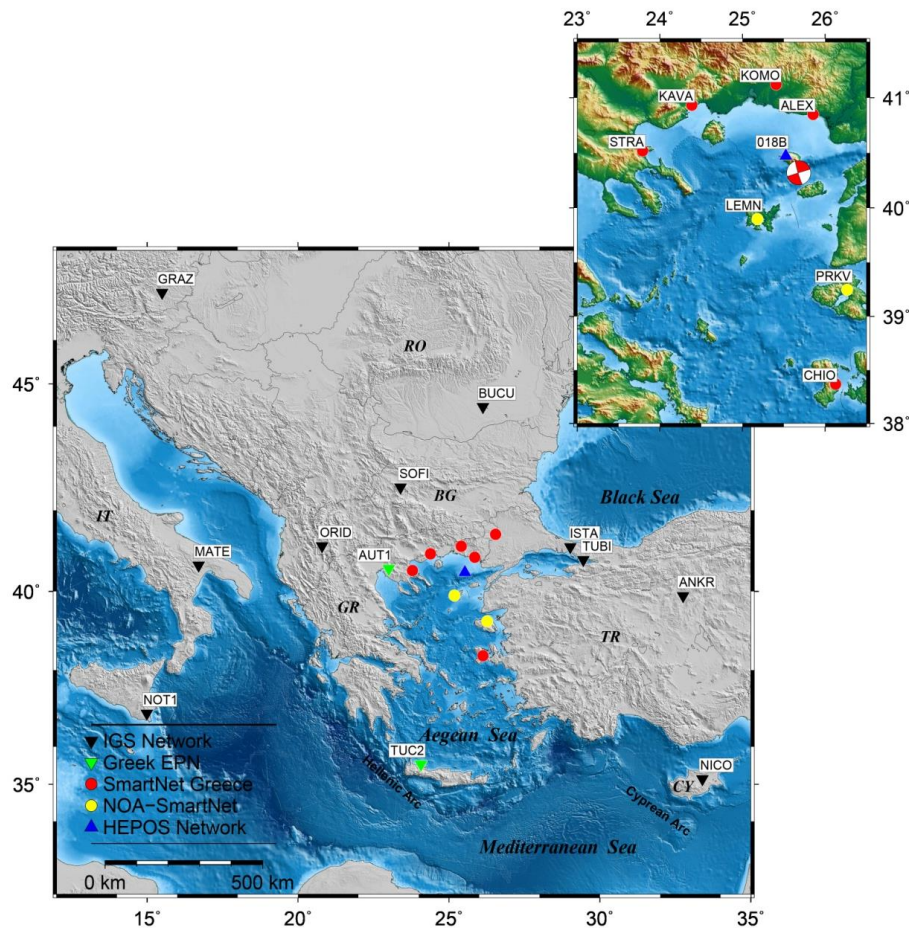 23° 24° 25° 26°
41°
40°
39°
38°
KOMO
KAVA
ALEX
STRA
018B
LEMN
PRKV
CHIO
GRAZ
RO
45°
BUCU
SOFI
BG
Black Sea
IT
ORID
ISTA
MATE
AUT1
TUBI
40°
ANKR
GR
TR
NOT1
IGS Network
Aegean Sea
Greek EPN
TUC2
NICO
35°
SmartNet Greece
Hellenic Arc
CY
NOA−SmartNet
Cyprean Arc
HEPOS Network
Mediterranean Sea
0 km 500 km
15° 20° 25° 30° 35°